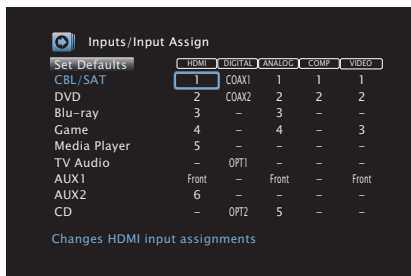 Inputs/Input Assign
Set Defaults HDMI DIGITAL ANALOG COMP VIDEO
CBL/SAT 1 COAX1 1 1 1
DVD 2 COAX2 2 2 2
Blu-ray 3 – 3 – –
Game 4 – 4 – 3
Media Player 5 – – – –
TV Audio – OPT1 – – –
AUX1 Front – Front – Front
AUX2 6 – – – –
CD – OPT2 5 – –
Changes HDMI input assignments